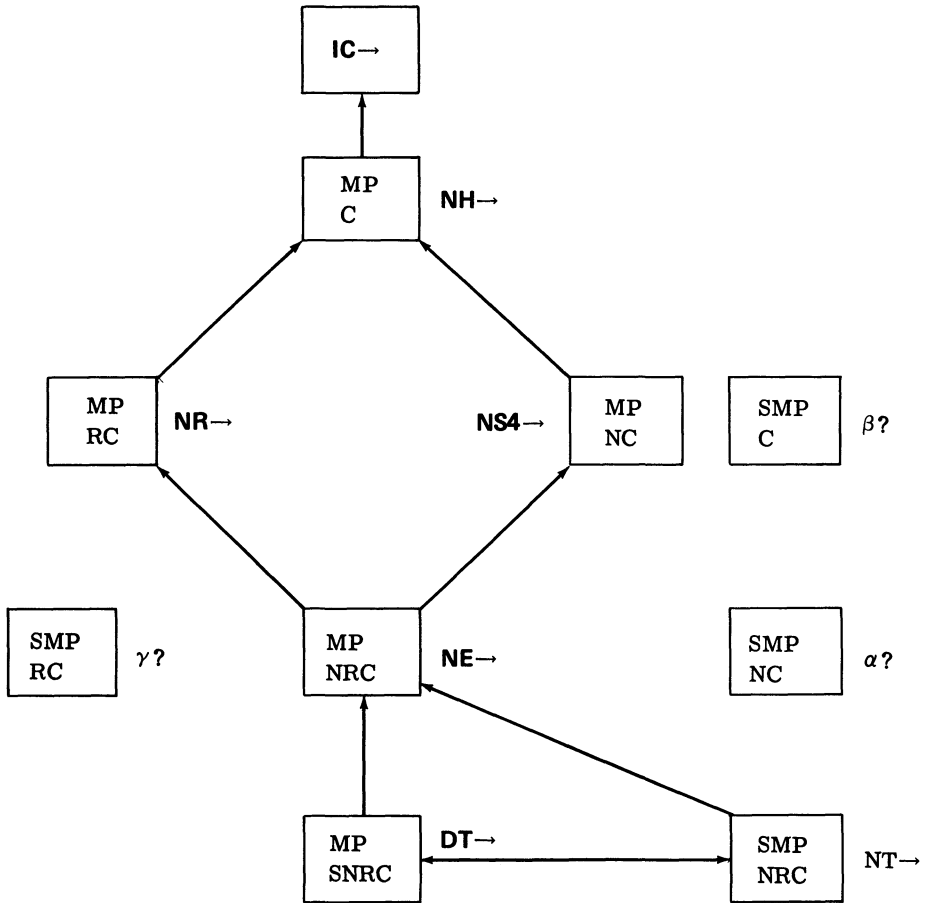 IC→
MP
C
NH→
MP
RC
NR→
NS4→
MP
NC
SMP
C
β?
SMP
RC
γ?
MP
NRC
NE→
SMP
NC
α?
MP
SNRC
DT→
SMP
NRC
NT→